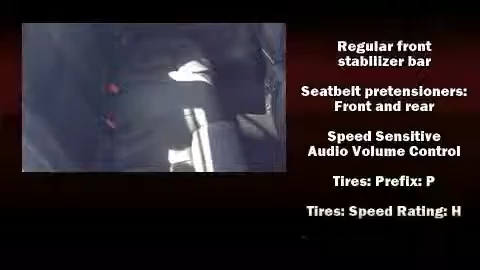 Regular front
stabilizer bar
Seatbelt pretensioners:
Front and rear
Speed Sensitive
Audio Volume Control
Tires: Prefix: P
Tires: Speed Rating: H